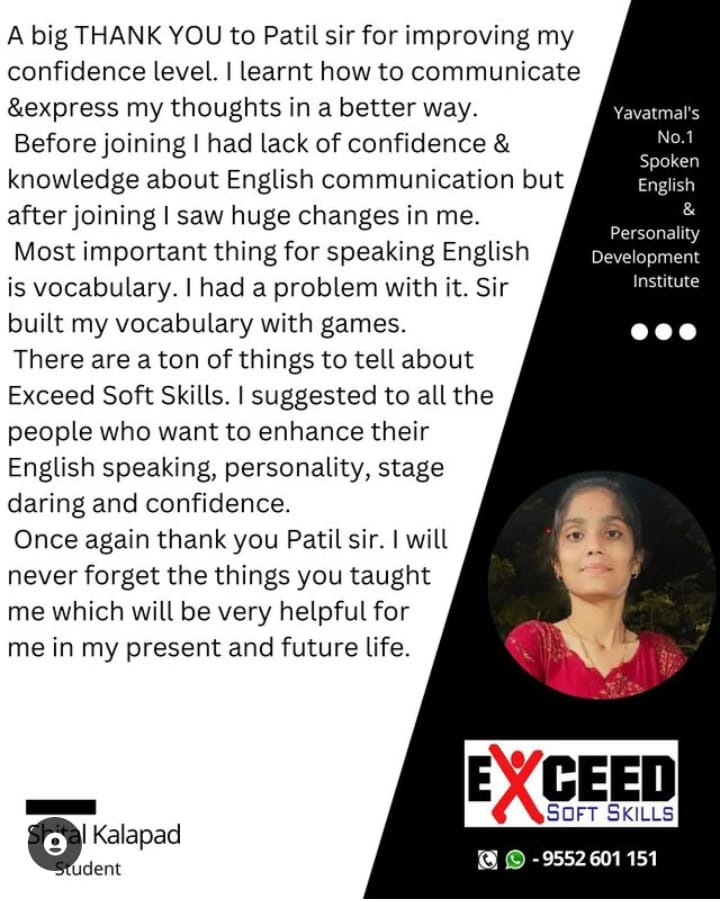 A big THANK YOU to Patil sir for improving my
confidence level. I learnt how to communicate
&express my thoughts in a better way.
Before joining I had lack of confidence &
knowledge about English communication but
after joining I saw huge changes in me.
Most important thing for speaking English
is vocabulary. I had a problem with it. Sir
built my vocabulary with games.
There are a ton of things to tell about
Exceed Soft Skills. I suggested to all the
people who want to enhance their
English speaking, personality, stage
daring and confidence.
Once again thank you Patil sir. I will
never forget the things you taught
me which will be very helpful for
me in my present and future life.
Shital Kalapad
Student
Yavatmal's
No.1
Spoken
English
&
Personality
Development
Institute
EXCEED
SOFT SKILLS
- 9552 601 151